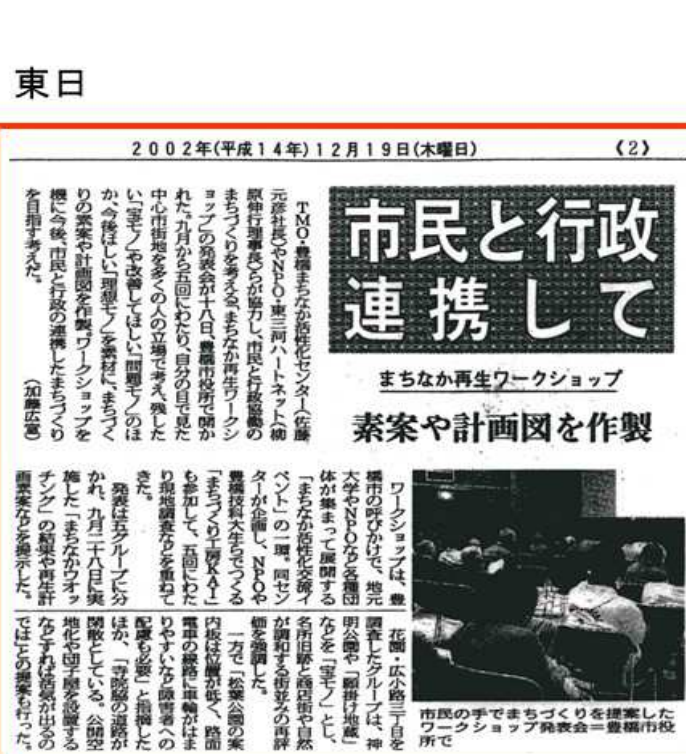 東日
2002年(平成14年)12月19日(木曜日)
《2》
市民と行政
連携して
まちなか再生ワークショップ
素案や計画図を作製
TMO・豊橋まちなか活性化センター(佐藤
元彦社長)やNPO・東三河ハートネット(柳
原伸行理事長)らが協力し、市民と行政協働の
まちづくりを考える「まちなか再生ワークシ
ョップ」の発表会が十八日、豊橋市役所で開か
れた。九月から五回にわたり、自分の目で見た
中心市街地を多くの人の立場で考え、残した
い「宝モノ」や改善してほしい「問題モノ」のほ
か、今後ほしい「理想モノ」を素材に、まちづく
りの素案や計画図を作製。ワークショップを
機に今後、市民と行政の連携したまちづくり
を目指す考えだ。
(加藤広宣)
ワークショップは、豊
橋市の呼びかけで、地元
大学やNPOなど各種団
体が集まって展開する
「まちなか活性化交流イ
ベント」の一環。同セン
ターが企画し、NPOや
豊橋技科大生らでつくる
「まちづくり工房KAI」
も参加して、五回にわた
り現地調査などを重ねて
きた。
発表は五グループに分
かれ、九月二十八日に実
施した「まちなかウオッ
チング」の結果や再生計
画素案などを提示した。
花園・広小路三丁目を
調査したグループは、神
明公園や「願掛け地蔵」
などを「宝モノ」とし、
名所旧跡と商店街や自然
が調和する街並みの再評
価を強調した。
一方で「松葉公園の案
内板は位置が低く、路面
電車の線路に車輪がはま
りやすいなど障害者への
配慮も必要」と指摘した
ほか、「寺院脇の道路が
閑散としている。公開空
地化や団子屋を設置する
などすれば活気が出るの
では」との提案も行った。
市民の手でまちづくりを提案した
ワークショップ発表会=豊橋市役
所で